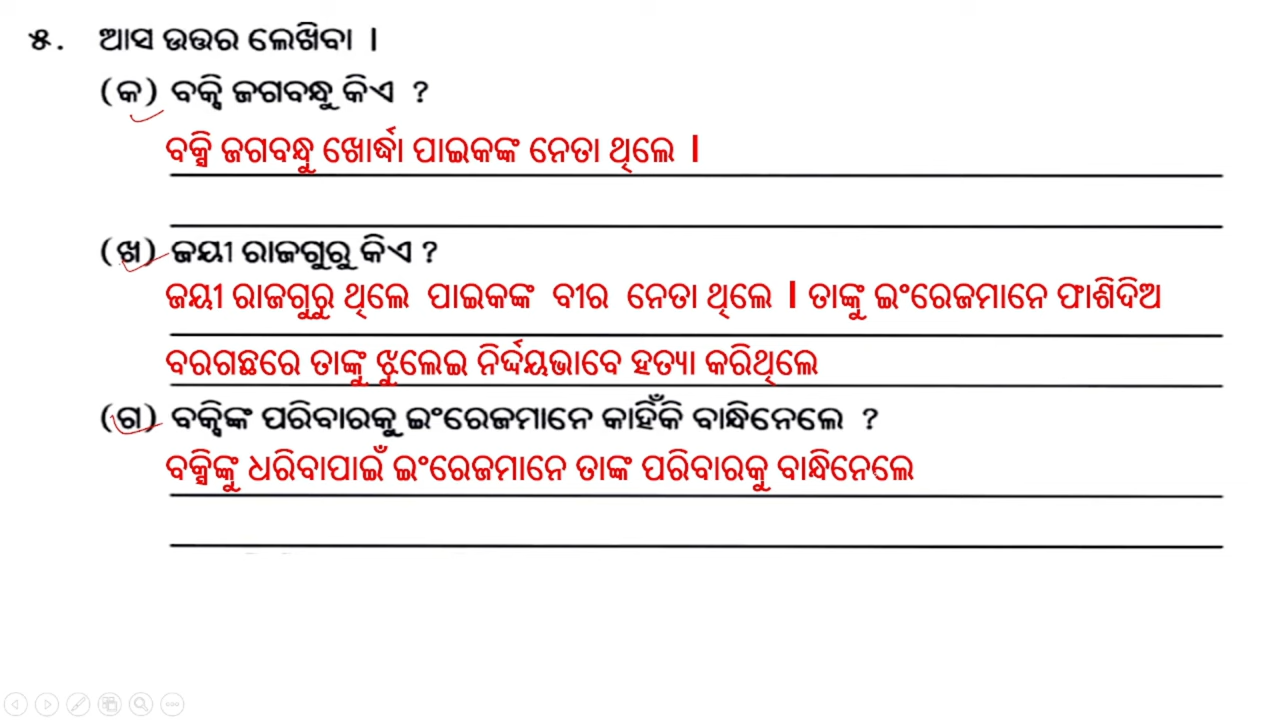 ୫. ଆସ ଉତ୍ତର ଲେଖିବା ।
(କ) ବକ୍ସି ଜଗବନ୍ଧୁ କିଏ ?
ବକ୍ସି ଜଗବନ୍ଧୁ ଖୋର୍ଦ୍ଧା ପାଇକଙ୍କ ନେତା ଥିଲେ ।
(ଖ) ଜୟୀ ରାଜଗୁରୁ କିଏ ?
ଜୟୀ ରାଜଗୁରୁ ଥିଲେ ପାଇକଙ୍କ ବୀର ନେତା ଥିଲେ । ତାଙ୍କୁ ଇଂରେଜମାନେ ଫାଶିଦିଅ
ବରଗଛରେ ତାଙ୍କୁ ଝୁଲେଇ ନିର୍ଦ୍ଦୟଭାବେ ହତ୍ୟା କରିଥିଲେ
(ଗ) ବକ୍ସିଙ୍କ ପରିବାରକୁ ଇଂରେଜମାନେ କାହିଁକି ବାନ୍ଧିନେଲେ ?
ବକ୍ସିଙ୍କୁ ଧରିବାପାଇଁ ଇଂରେଜମାନେ ତାଙ୍କ ପରିବାରକୁ ବାନ୍ଧିନେଲେ